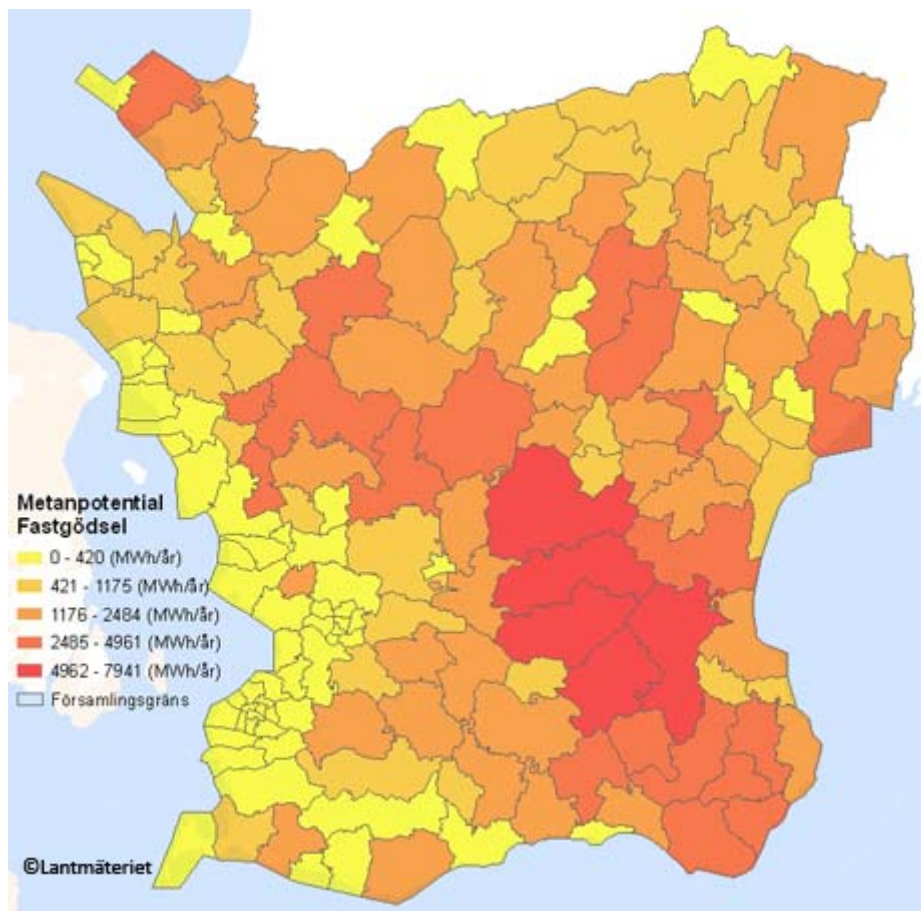 Metanpotential
Fastgödsel
0 - 420 (MWh/år)
421 - 1175 (MWh/år)
1176 - 2484 (MWh/år)
2485 - 4961 (MWh/år)
4962 - 7941 (MWh/år)
Församlingsgräns
©Lantmäteriet